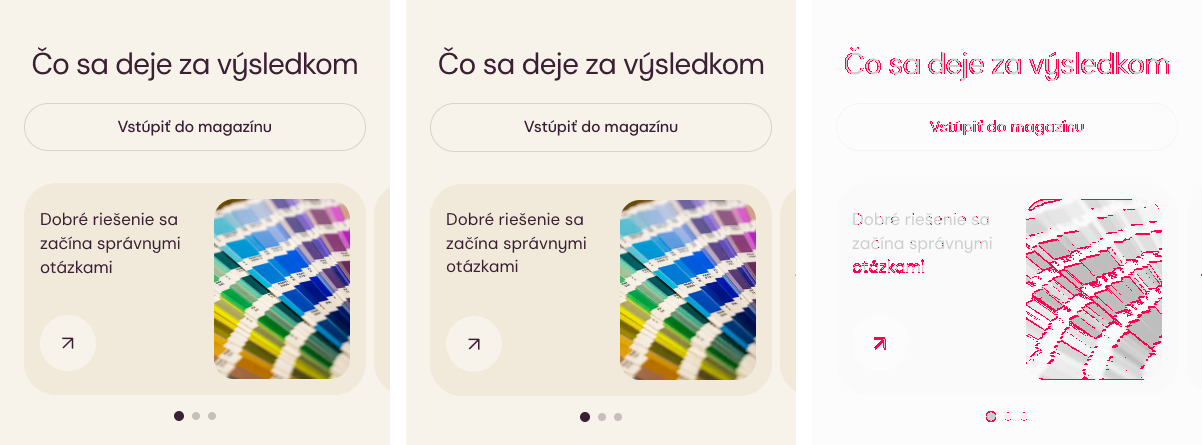 Čo sa deje za výsledkom
Vstúpiť do magazínu
Dobré riešenie sa
začína správnymi
otázkami
Čo sa deje za výsledkom
Vstúpiť do magazínu
Dobré riešenie sa
začína správnymi
otázkami
Čo sa deje za výsledkom
Vstúpiť do magazínu
Dobré riešenie sa
začína správnymi
otázkami